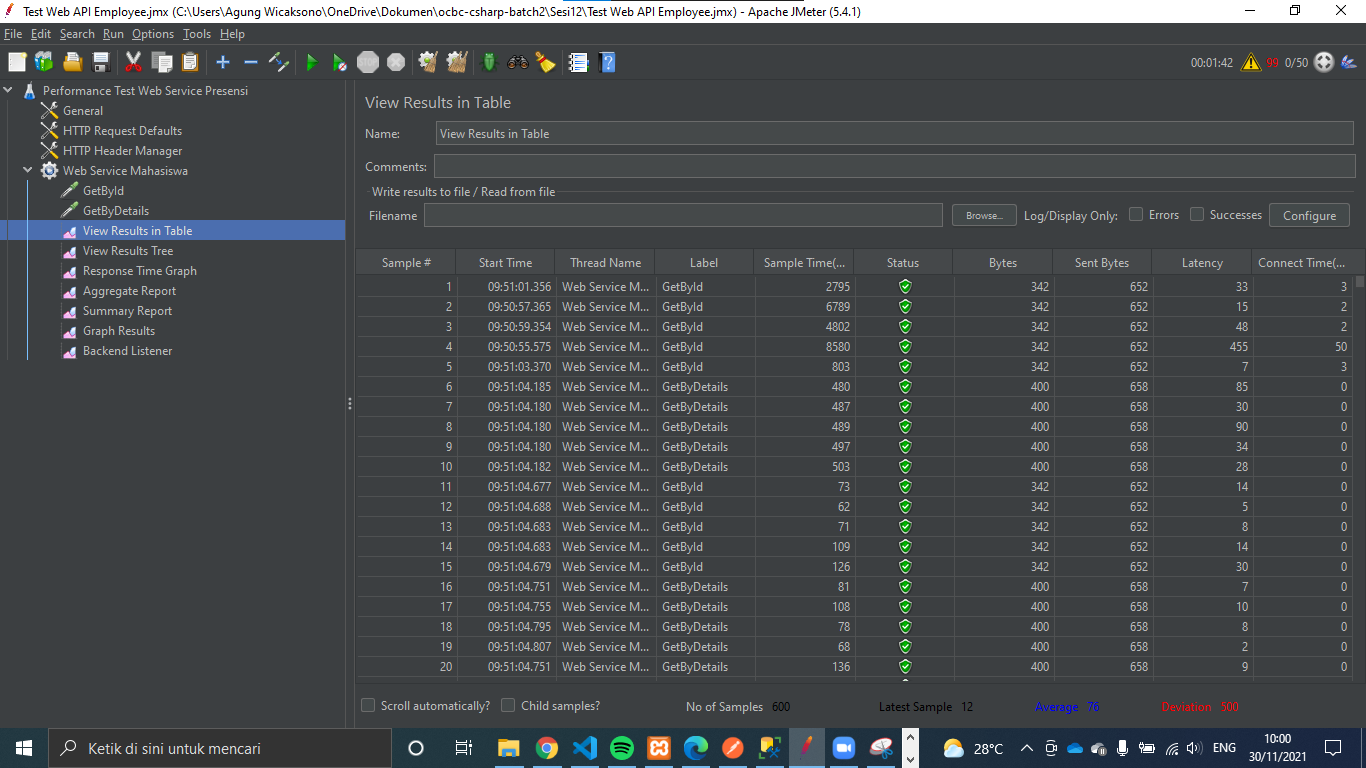 Test Web API Employee.jmx (C:\Users\Agung Wicaksono\OneDrive\Dokumen\ocbc-csharp-batch2\Sesi12\Test Web API Employee.jmx) - Apache JMeter (5.4.1)
File Edit Search Run Options Tools Help
STOP 00:01:42 99 0/50
Performance Test Web Service Presensi
General
HTTP Request Defaults
HTTP Header Manager
Web Service Mahasiswa
GetById
GetByDetails
View Results in Table
View Results Tree
Response Time Graph
Aggregate Report
Summary Report
Graph Results
Backend Listener
View Results in Table
Name: View Results in Table
Comments:
Write results to file / Read from file
Filename Browse... Log/Display Only: Errors Successes Configure
Sample # Start Time Thread Name Label Sample Time(... Status Bytes Sent Bytes Latency Connect Time(...
1 09:51:01.356 Web Service M... GetById 2795 342 652 33 3
2 09:50:57.365 Web Service M... GetById 6789 342 652 15 2
3 09:50:59.354 Web Service M... GetById 4802 342 652 48 2
4 09:50:55.575 Web Service M... GetById 8580 342 652 455 50
5 09:51:03.370 Web Service M... GetById 803 342 652 7 3
6 09:51:04.185 Web Service M... GetByDetails 480 400 658 85 0
7 09:51:04.180 Web Service M... GetByDetails 487 400 658 30 0
8 09:51:04.180 Web Service M... GetByDetails 489 400 658 90 0
9 09:51:04.180 Web Service M... GetByDetails 497 400 658 34 0
10 09:51:04.182 Web Service M... GetByDetails 503 400 658 28 0
11 09:51:04.677 Web Service M... GetById 73 342 652 14 0
12 09:51:04.688 Web Service M... GetById 62 342 652 5 0
13 09:51:04.683 Web Service M... GetById 71 342 652 8 0
14 09:51:04.683 Web Service M... GetById 109 342 652 14 0
15 09:51:04.679 Web Service M... GetById 126 342 652 30 0
16 09:51:04.751 Web Service M... GetByDetails 81 400 658 7 0
17 09:51:04.755 Web Service M... GetByDetails 108 400 658 10 0
18 09:51:04.795 Web Service M... GetByDetails 78 400 658 8 0
19 09:51:04.807 Web Service M... GetByDetails 68 400 658 2 0
20 09:51:04.751 Web Service M... GetByDetails 136 400 658 9 0
Scroll automatically? Child samples? No of Samples 600 Latest Sample 12 Average 76 Deviation 500
Ketik di sini untuk mencari 28°C ENG 10:00
30/11/2021